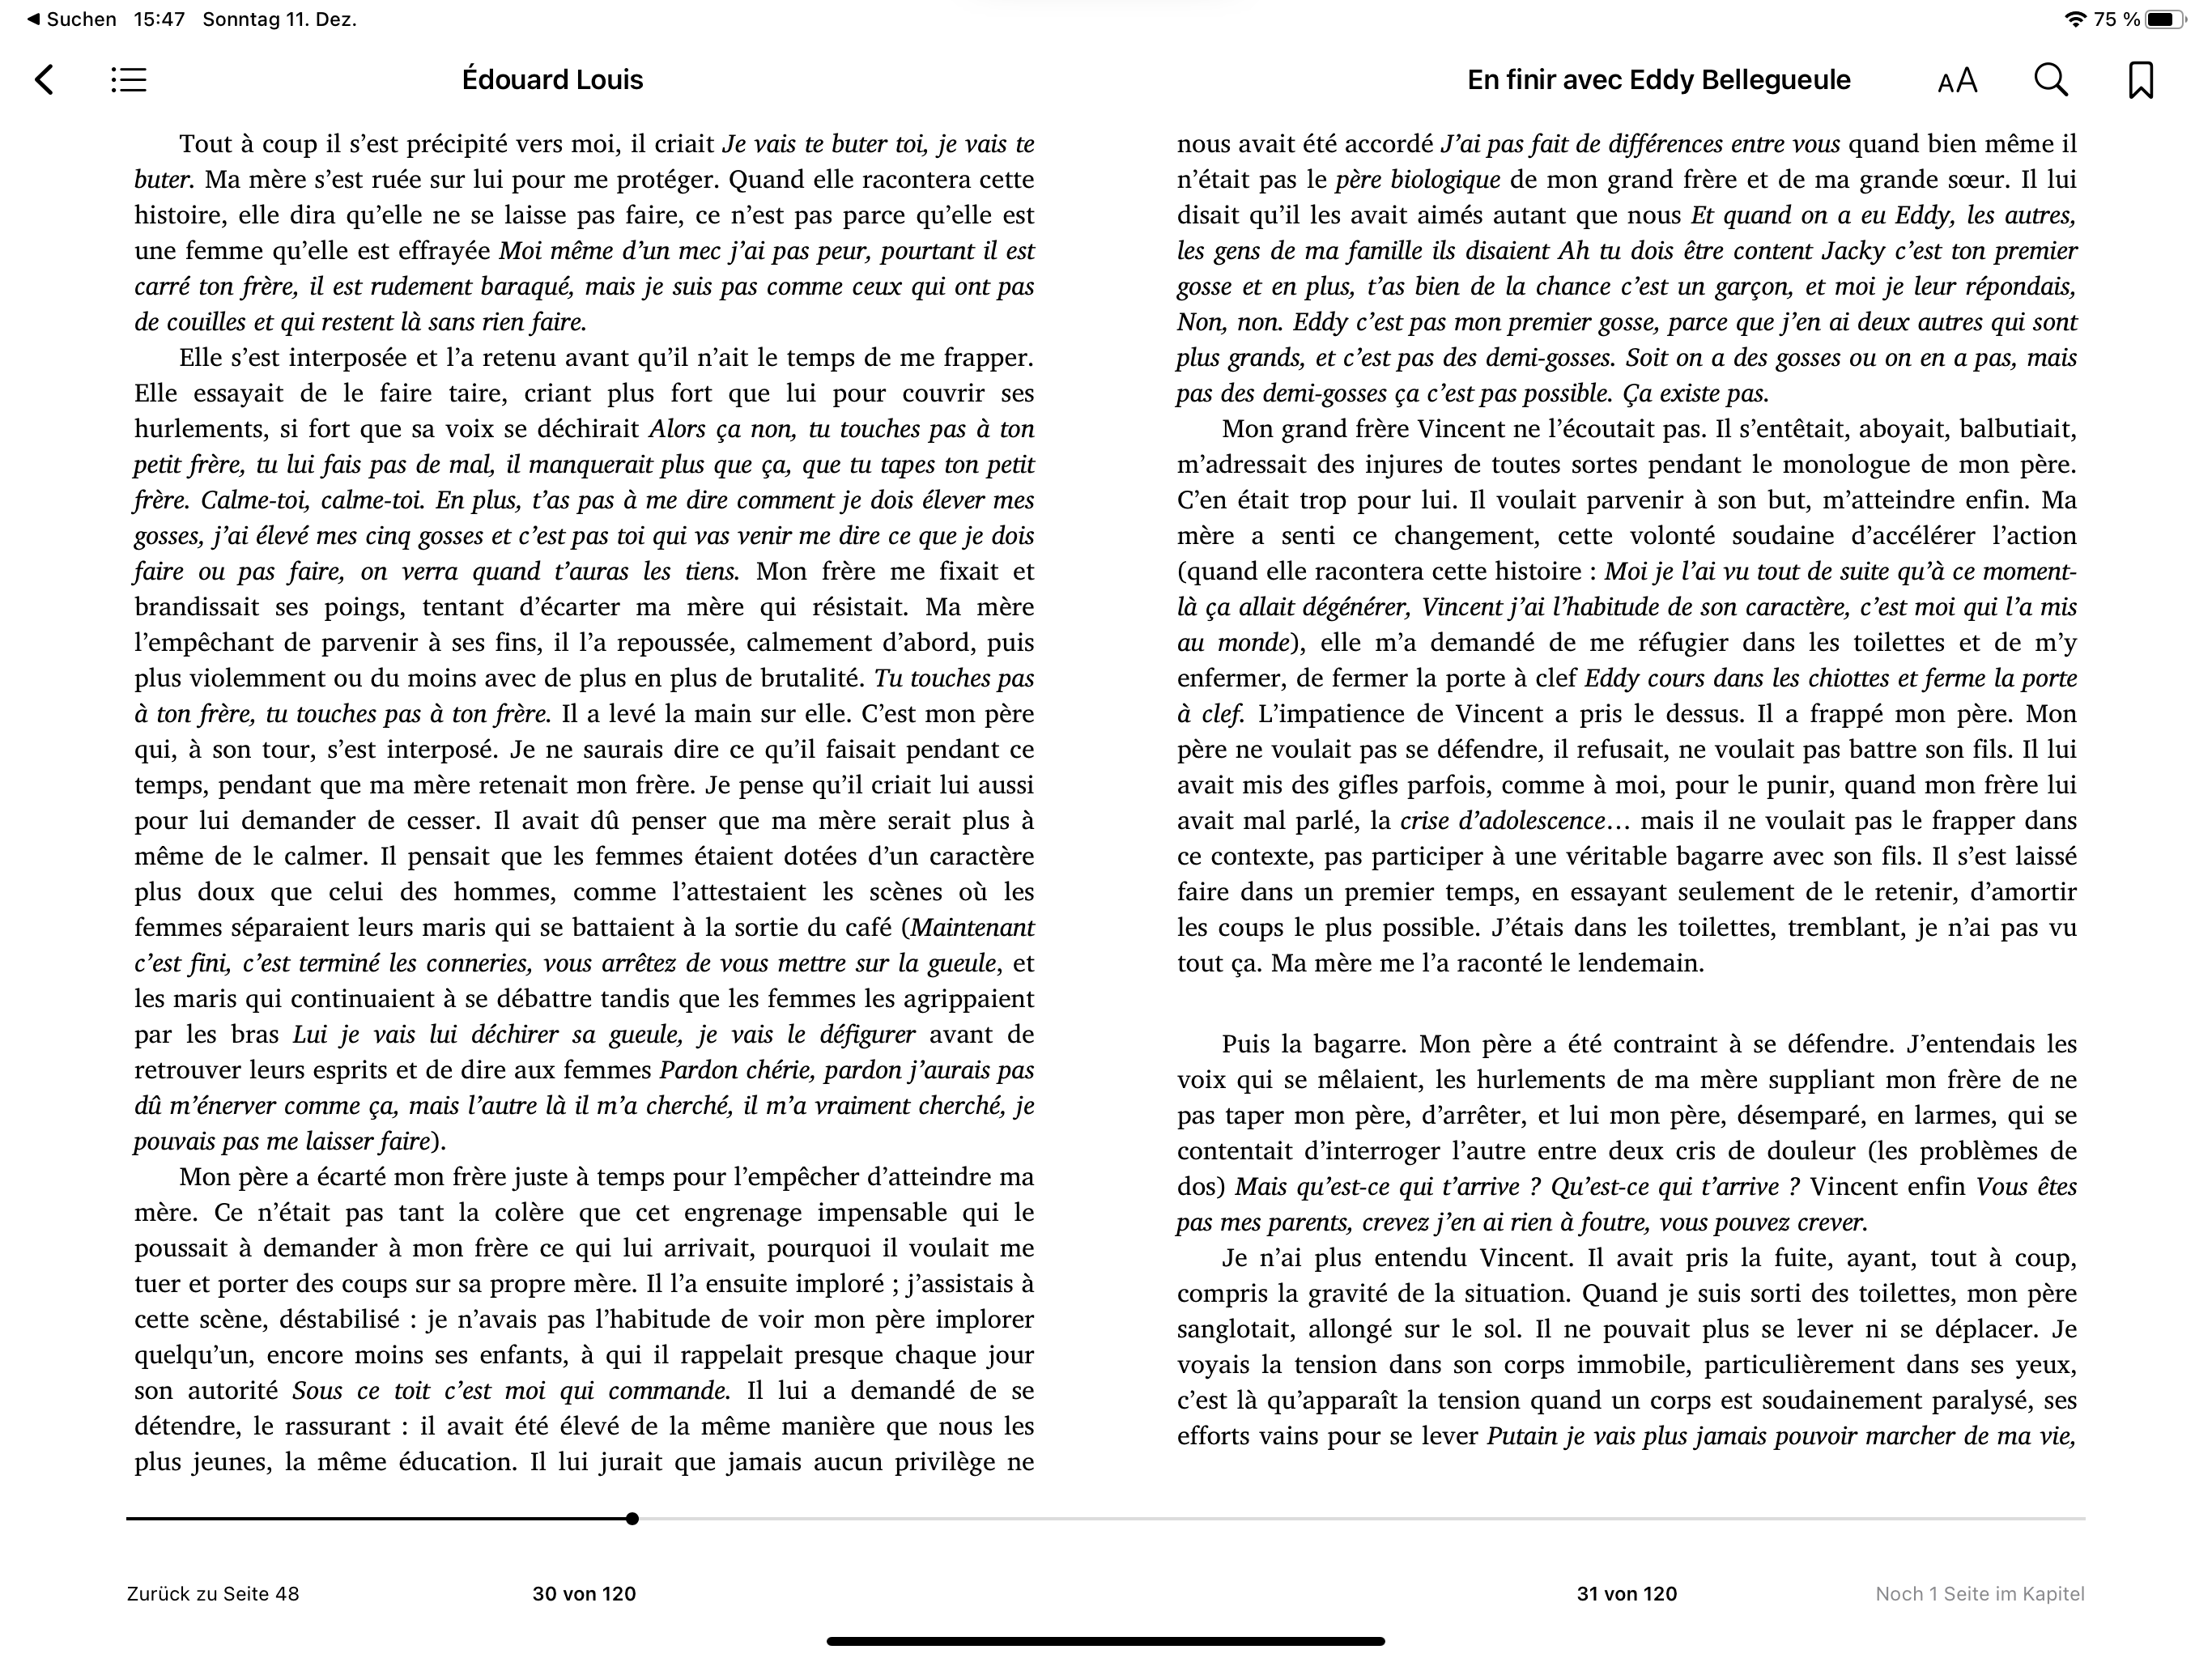 ◀ Suchen 15:47 Sonntag 11. Dez.
75 %
Édouard Louis
En finir avec Eddy Bellegueule
AA
Tout à coup il s’est précipité vers moi, il criait Je vais te buter toi, je vais te
buter. Ma mère s’est ruée sur lui pour me protéger. Quand elle racontera cette
histoire, elle dira qu’elle ne se laisse pas faire, ce n’est pas parce qu’elle est
une femme qu’elle est effrayée Moi même d’un mec j’ai pas peur, pourtant il est
carré ton frère, il est rudement baraqué, mais je suis pas comme ceux qui ont pas
de couilles et qui restent là sans rien faire.
Elle s’est interposée et l’a retenu avant qu’il n’ait le temps de me frapper.
Elle essayait de le faire taire, criant plus fort que lui pour couvrir ses
hurlements, si fort que sa voix se déchirait Alors ça non, tu touches pas à ton
petit frère, tu lui fais pas de mal, il manquerait plus que ça, que tu tapes ton petit
frère. Calme-toi, calme-toi. En plus, t’as pas à me dire comment je dois élever mes
gosses, j’ai élevé mes cinq gosses et c’est pas toi qui vas venir me dire ce que je dois
faire ou pas faire, on verra quand t’auras les tiens. Mon frère me fixait et
brandissait ses poings, tentant d’écarter ma mère qui résistait. Ma mère
l’empêchant de parvenir à ses fins, il l’a repoussée, calmement d’abord, puis
plus violemment ou du moins avec de plus en plus de brutalité. Tu touches pas
à ton frère, tu touches pas à ton frère. Il a levé la main sur elle. C’est mon père
qui, à son tour, s’est interposé. Je ne saurais dire ce qu’il faisait pendant ce
temps, pendant que ma mère retenait mon frère. Je pense qu’il criait lui aussi
pour lui demander de cesser. Il avait dû penser que ma mère serait plus à
même de le calmer. Il pensait que les femmes étaient dotées d’un caractère
plus doux que celui des hommes, comme l’attestaient les scènes où les
femmes séparaient leurs maris qui se battaient à la sortie du café (Maintenant
c’est fini, c’est terminé les conneries, vous arrêtez de vous mettre sur la gueule, et
les maris qui continuaient à se débattre tandis que les femmes les agrippaient
par les bras Lui je vais lui déchirer sa gueule, je vais le défigurer avant de
retrouver leurs esprits et de dire aux femmes Pardon chérie, pardon j’aurais pas
dû m’énerver comme ça, mais l’autre là il m’a cherché, il m’a vraiment cherché, je
pouvais pas me laisser faire).
Mon père a écarté mon frère juste à temps pour l’empêcher d’atteindre ma
mère. Ce n’était pas tant la colère que cet engrenage impensable qui le
poussait à demander à mon frère ce qui lui arrivait, pourquoi il voulait me
tuer et porter des coups sur sa propre mère. Il l’a ensuite imploré ; j’assistais à
cette scène, déstabilisé : je n’avais pas l’habitude de voir mon père implorer
quelqu’un, encore moins ses enfants, à qui il rappelait presque chaque jour
son autorité Sous ce toit c’est moi qui commande. Il lui a demandé de se
détendre, le rassurant : il avait été élevé de la même manière que nous les
plus jeunes, la même éducation. Il lui jurait que jamais aucun privilège ne
nous avait été accordé J’ai pas fait de différences entre vous quand bien même il
n’était pas le père biologique de mon grand frère et de ma grande sœur. Il lui
disait qu’il les avait aimés autant que nous Et quand on a eu Eddy, les autres,
les gens de ma famille ils disaient Ah tu dois être content Jacky c’est ton premier
gosse et en plus, t’as bien de la chance c’est un garçon, et moi je leur répondais,
Non, non. Eddy c’est pas mon premier gosse, parce que j’en ai deux autres qui sont
plus grands, et c’est pas des demi-gosses. Soit on a des gosses ou on en a pas, mais
pas des demi-gosses ça c’est pas possible. Ça existe pas.
Mon grand frère Vincent ne l’écoutait pas. Il s’entêtait, aboyait, balbutiait,
m’adressait des injures de toutes sortes pendant le monologue de mon père.
C’en était trop pour lui. Il voulait parvenir à son but, m’atteindre enfin. Ma
mère a senti ce changement, cette volonté soudaine d’accélérer l’action
(quand elle racontera cette histoire : Moi je l’ai vu tout de suite qu’à ce moment-
là ça allait dégénérer, Vincent j’ai l’habitude de son caractère, c’est moi qui l’a mis
au monde), elle m’a demandé de me réfugier dans les toilettes et de m’y
enfermer, de fermer la porte à clef Eddy cours dans les chiottes et ferme la porte
à clef. L’impatience de Vincent a pris le dessus. Il a frappé mon père. Mon
père ne voulait pas se défendre, il refusait, ne voulait pas battre son fils. Il lui
avait mis des gifles parfois, comme à moi, pour le punir, quand mon frère lui
avait mal parlé, la crise d’adolescence… mais il ne voulait pas le frapper dans
ce contexte, pas participer à une véritable bagarre avec son fils. Il s’est laissé
faire dans un premier temps, en essayant seulement de le retenir, d’amortir
les coups le plus possible. J’étais dans les toilettes, tremblant, je n’ai pas vu
tout ça. Ma mère me l’a raconté le lendemain.
Puis la bagarre. Mon père a été contraint à se défendre. J’entendais les
voix qui se mêlaient, les hurlements de ma mère suppliant mon frère de ne
pas taper mon père, d’arrêter, et lui mon père, désemparé, en larmes, qui se
contentait d’interroger l’autre entre deux cris de douleur (les problèmes de
dos) Mais qu’est-ce qui t’arrive ? Qu’est-ce qui t’arrive ? Vincent enfin Vous êtes
pas mes parents, crevez j’en ai rien à foutre, vous pouvez crever.
Je n’ai plus entendu Vincent. Il avait pris la fuite, ayant, tout à coup,
compris la gravité de la situation. Quand je suis sorti des toilettes, mon père
sanglotait, allongé sur le sol. Il ne pouvait plus se lever ni se déplacer. Je
voyais la tension dans son corps immobile, particulièrement dans ses yeux,
c’est là qu’apparaît la tension quand un corps est soudainement paralysé, ses
efforts vains pour se lever Putain je vais plus jamais pouvoir marcher de ma vie,
Zurück zu Seite 48
30 von 120
31 von 120
Noch 1 Seite im Kapitel